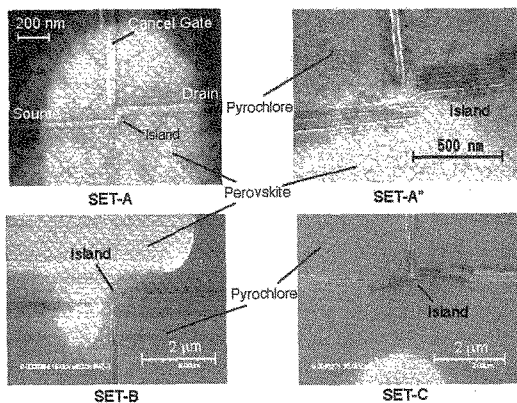 200 nm
Cancel Gate
Source
Drain
Island
SET-A
Pyrochlore
Island
500 nm
SET-A"
Perovskite
Island
Pyrochlore
2 μm
SET-B
Island
2 μm
SET-C